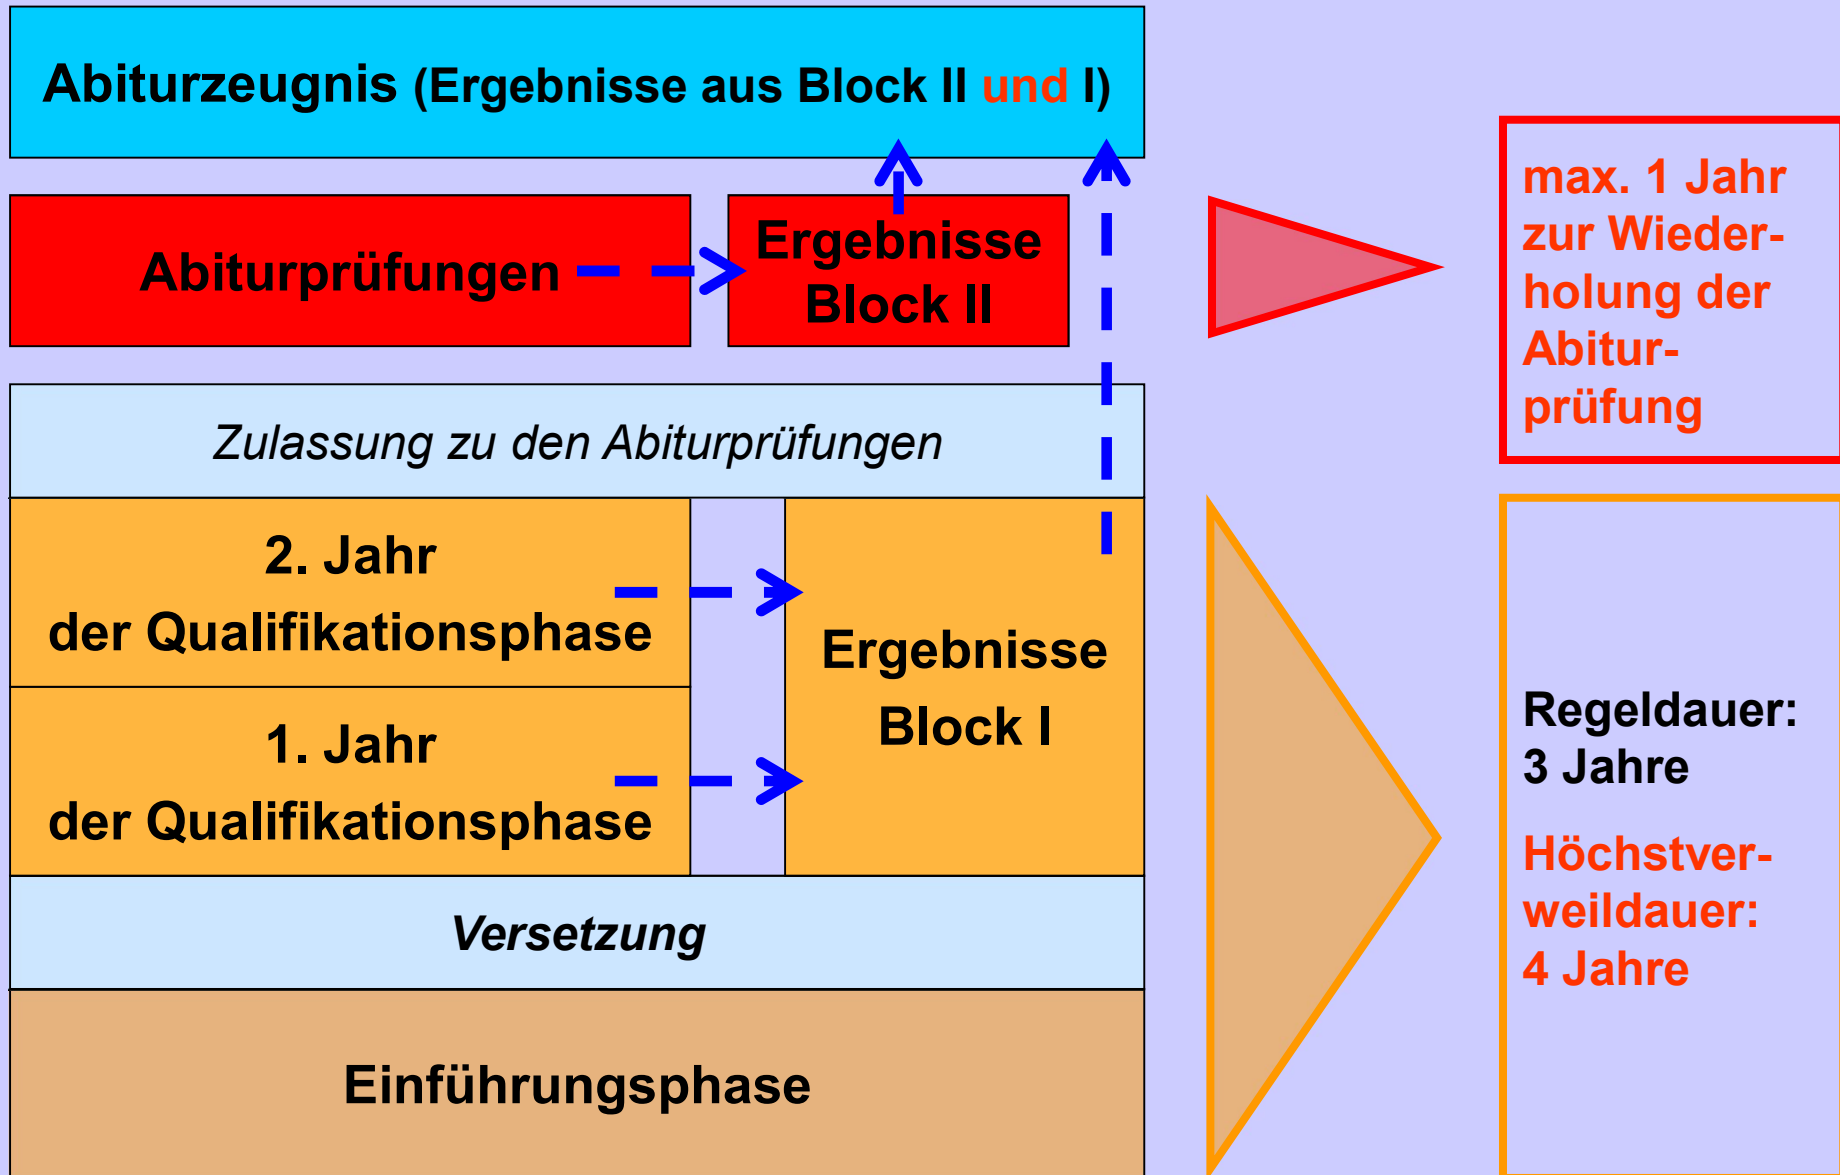 Abiturzeugnis (Ergebnisse aus Block II und I)
Abiturprüfungen
Ergebnisse
Block II
max. 1 Jahr
zur Wieder-
holung der
Abitur-
prüfung
Zulassung zu den Abiturprüfungen
2. Jahr
der Qualifikationsphase
1. Jahr
der Qualifikationsphase
Ergebnisse
Block I
Versetzung
Einführungsphase
Regeldauer:
3 Jahre
Höchstver-
weildauer:
4 Jahre